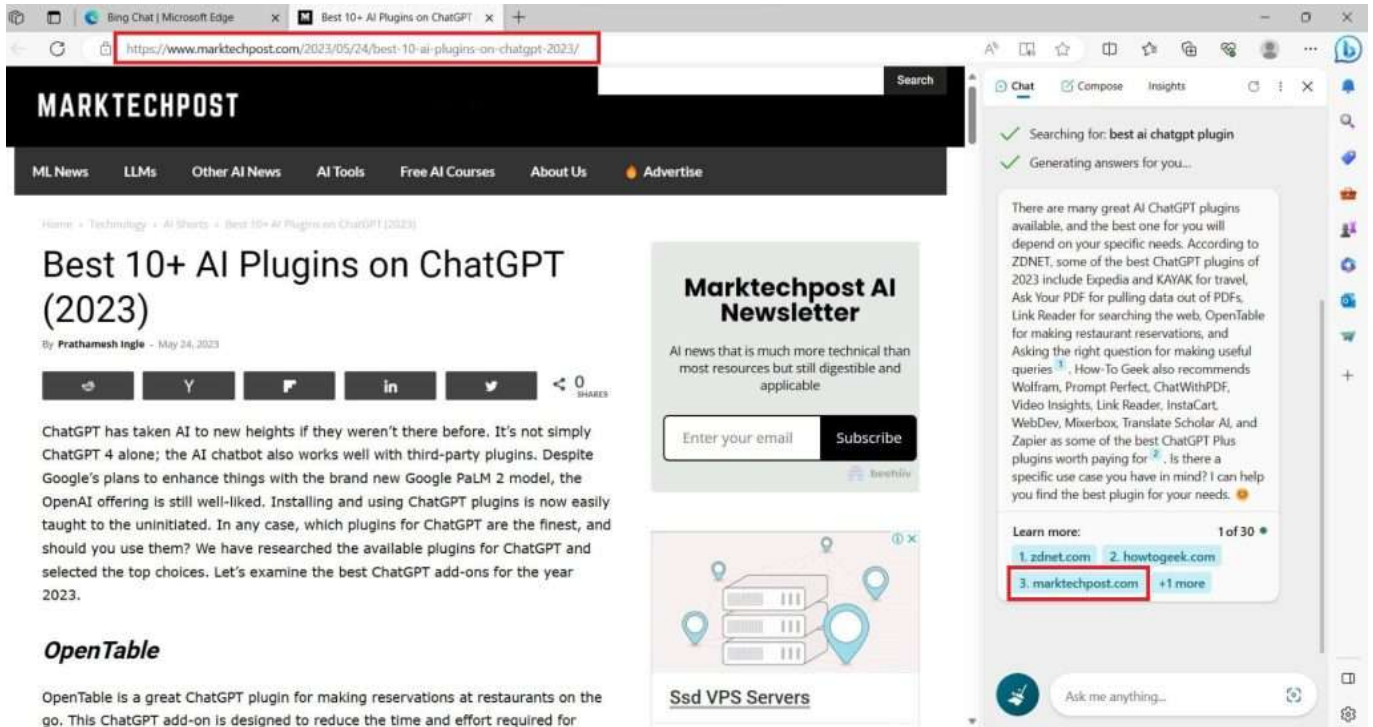 Bing Chat | Microsoft Edge
Best 10+ AI Plugins on ChatGPT
https://www.marktechpost.com/2023/05/24/best-10-ai-plugins-on-chatgpt-2023/
Search
MARKTECHPOST
ML News LLMs Other AI News AI Tools Free AI Courses About Us Advertise
Home › Technology › AI Shorts › Best 10+ AI Plugins on ChatGPT (2023)
Best 10+ AI Plugins on ChatGPT
(2023)
By Prathamesh Ingle - May 24, 2023
0
SHARES
ChatGPT has taken AI to new heights if they weren't there before. It's not simply
ChatGPT 4 alone; the AI chatbot also works well with third-party plugins. Despite
Google's plans to enhance things with the brand new Google PaLM 2 model, the
OpenAI offering is still well-liked. Installing and using ChatGPT plugins is now easily
taught to the uninitiated. In any case, which plugins for ChatGPT are the finest, and
should you use them? We have researched the available plugins for ChatGPT and
selected the top choices. Let's examine the best ChatGPT add-ons for the year
2023.
OpenTable
OpenTable is a great ChatGPT plugin for making reservations at restaurants on the
go. This ChatGPT add-on is designed to reduce the time and effort required for
Marktechpost AI
Newsletter
AI news that is much more technical than
most resources but still digestible and
applicable
Enter your email Subscribe
beehiiv
Ssd VPS Servers
Chat Compose Insights
Searching for: best ai chatgpt plugin
Generating answers for you...
There are many great AI ChatGPT plugins
available, and the best one for you will
depend on your specific needs. According to
ZDNET, some of the best ChatGPT plugins of
2023 include Expedia and KAYAK for travel,
Ask Your PDF for pulling data out of PDFs,
Link Reader for searching the web, OpenTable
for making restaurant reservations, and
Asking the right question for making useful
queries 1 . How-To Geek also recommends
Wolfram, Prompt Perfect, ChatWithPDF,
Video Insights, Link Reader, InstaCart,
WebDev, Mixerbox, Translate Scholar AI, and
Zapier as some of the best ChatGPT Plus
plugins worth paying for 2 . Is there a
specific use case you have in mind? I can help
you find the best plugin for your needs.
Learn more: 1 of 30
1. zdnet.com 2. howtogeek.com
3. marktechpost.com +1 more
Ask me anything...